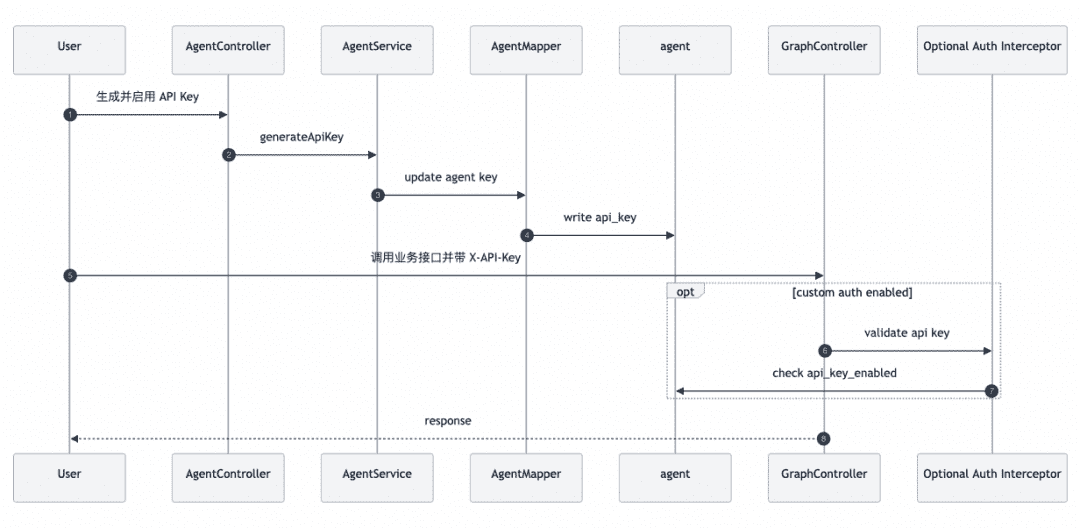 User
AgentController
AgentService
AgentMapper
agent
GraphController
Optional Auth Interceptor
生成并启用 API Key
1
generateApiKey
2
update agent key
3
write api_key
4
调用业务接口并带 X-API-Key
5
opt
[custom auth enabled]
validate api key
6
check api_key_enabled
7
response
8
User
AgentController
AgentService
AgentMapper
agent
GraphController
Optional Auth Interceptor